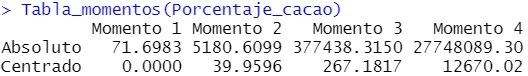 > Tabla_momentos(Porcentaje_cacao)
Momento 1 Momento 2 Momento 3 Momento 4
Absoluto 71.6983 5180.6099 377438.3150 27748089.30
Centrado 0.0000 39.9596 267.1817 12670.02